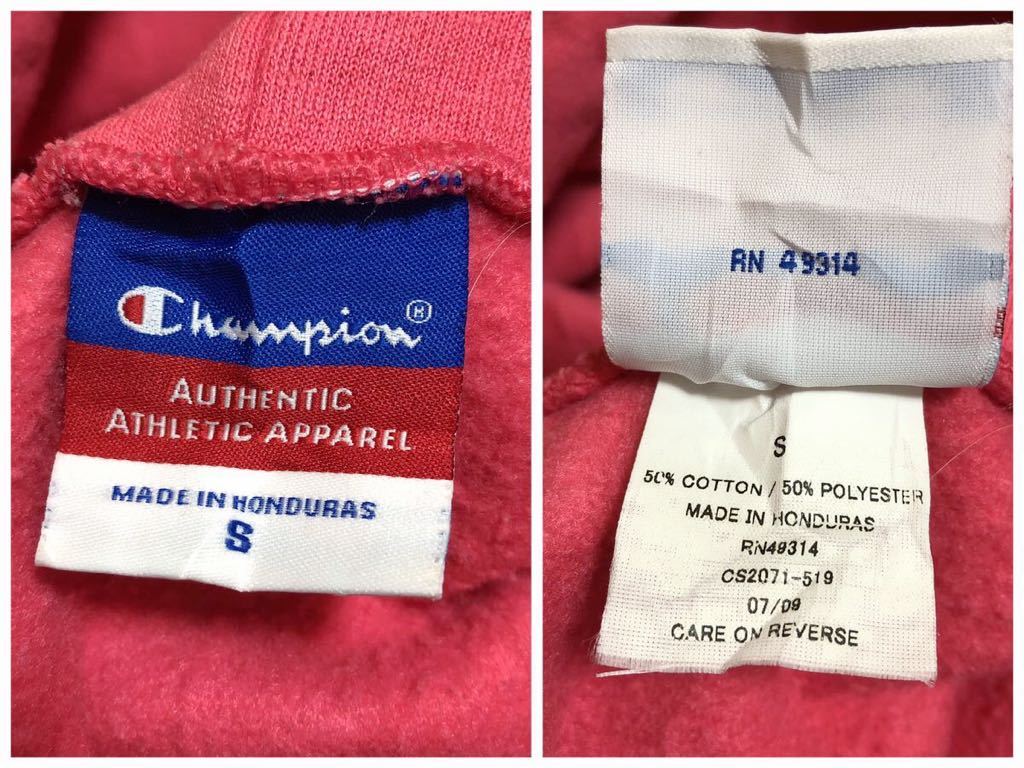 Champion®
AUTHENTIC
ATHLETIC APPAREL
MADE IN HONDURAS
S
RN 49314
S
50% COTTON / 50% POLYESTER
MADE IN HONDURAS
RN49314
CS2071-519
07/09
CARE ON REVERSE